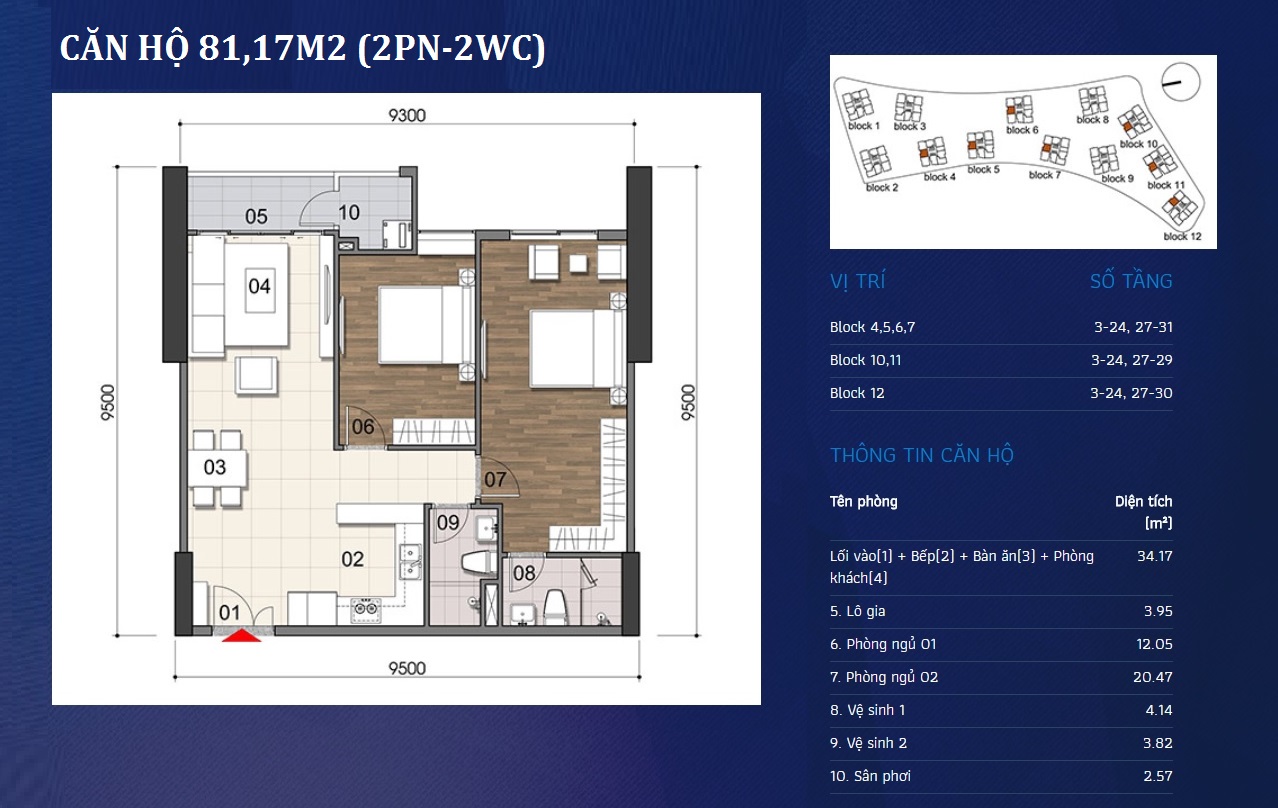 CĂN HỘ 81,17M2 (2PN-2WC)
9300
9500
9500
9500
05
10
04
06
03
07
09
02
08
01
block 1
block 3
block 6
block 8
block 10
block 2
block 4
block 5
block 7
block 9
block 11
block 12
VỊ TRÍ SỐ TẦNG
Block 4,5,6,7 3-24, 27-31
Block 10,11 3-24, 27-29
Block 12 3-24, 27-30
THÔNG TIN CĂN HỘ
Tên phòng Diện tích
[m²]
Lối vào[1] + Bếp[2] + Bàn ăn[3] + Phòng 34.17
khách[4]
5. Lô gia 3.95
6. Phòng ngủ 01 12.05
7. Phòng ngủ 02 20.47
8. Vệ sinh 1 4.14
9. Vệ sinh 2 3.82
10. Sân phơi 2.57